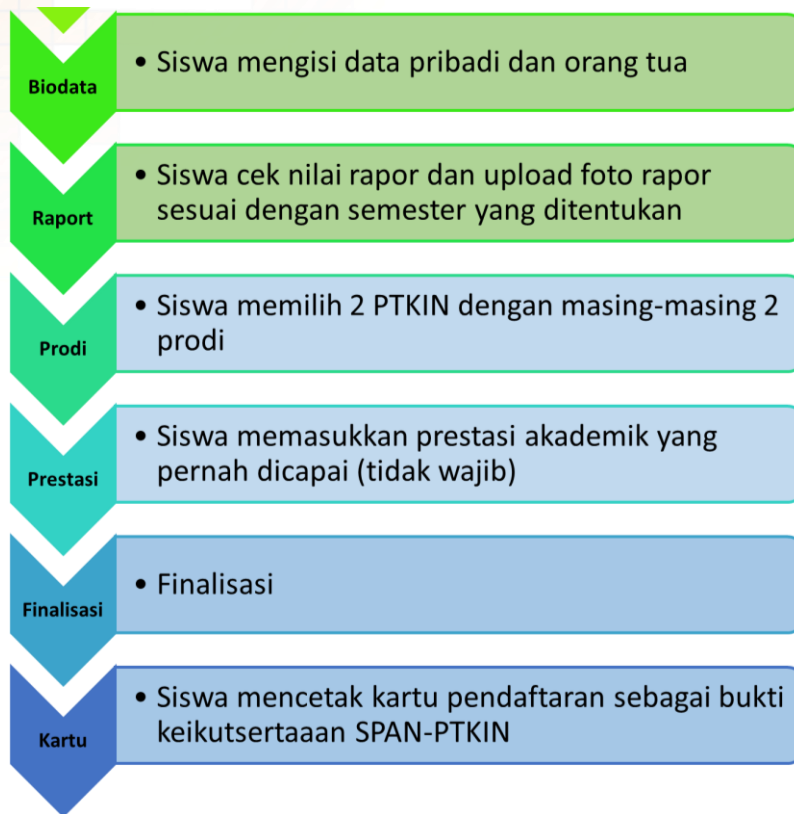 Biodata
• Siswa mengisi data pribadi dan orang tua
Raport
• Siswa cek nilai rapor dan upload foto rapor
sesuai dengan semester yang ditentukan
Prodi
• Siswa memilih 2 PTKIN dengan masing-masing 2
prodi
Prestasi
• Siswa memasukkan prestasi akademik yang
pernah dicapai (tidak wajib)
Finalisasi
• Finalisasi
Kartu
• Siswa mencetak kartu pendaftaran sebagai bukti
keikutsertaaan SPAN-PTKIN